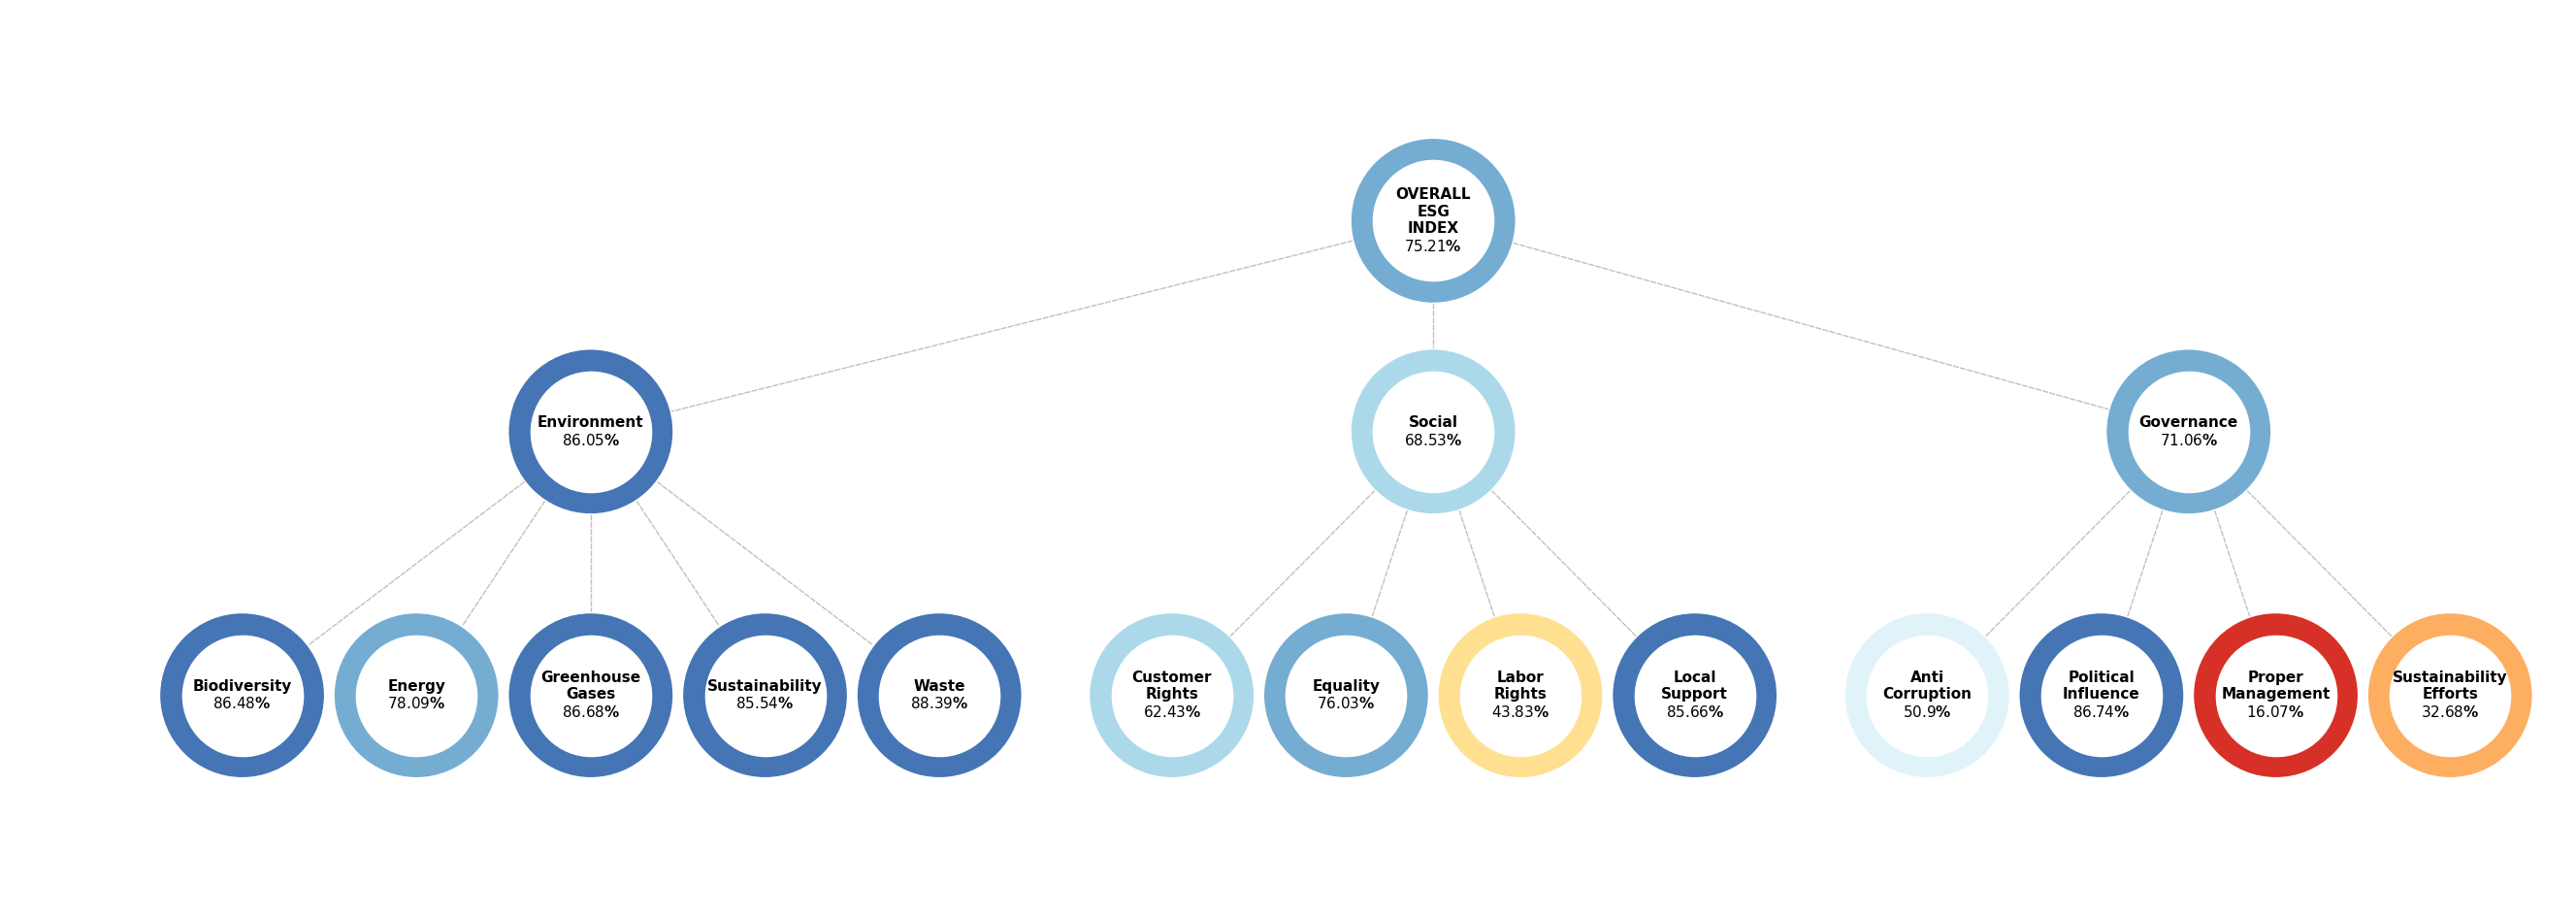 OVERALL
ESG
INDEX
75.21%
Environment
86.05%
Social
68.53%
Governance
71.06%
Biodiversity
86.48%
Energy
78.09%
Greenhouse
Gases
86.68%
Sustainability
85.54%
Waste
88.39%
Customer
Rights
62.43%
Equality
76.03%
Labor
Rights
43.83%
Local
Support
85.66%
Anti
Corruption
50.9%
Political
Influence
86.74%
Proper
Management
16.07%
Sustainability
Efforts
32.68%